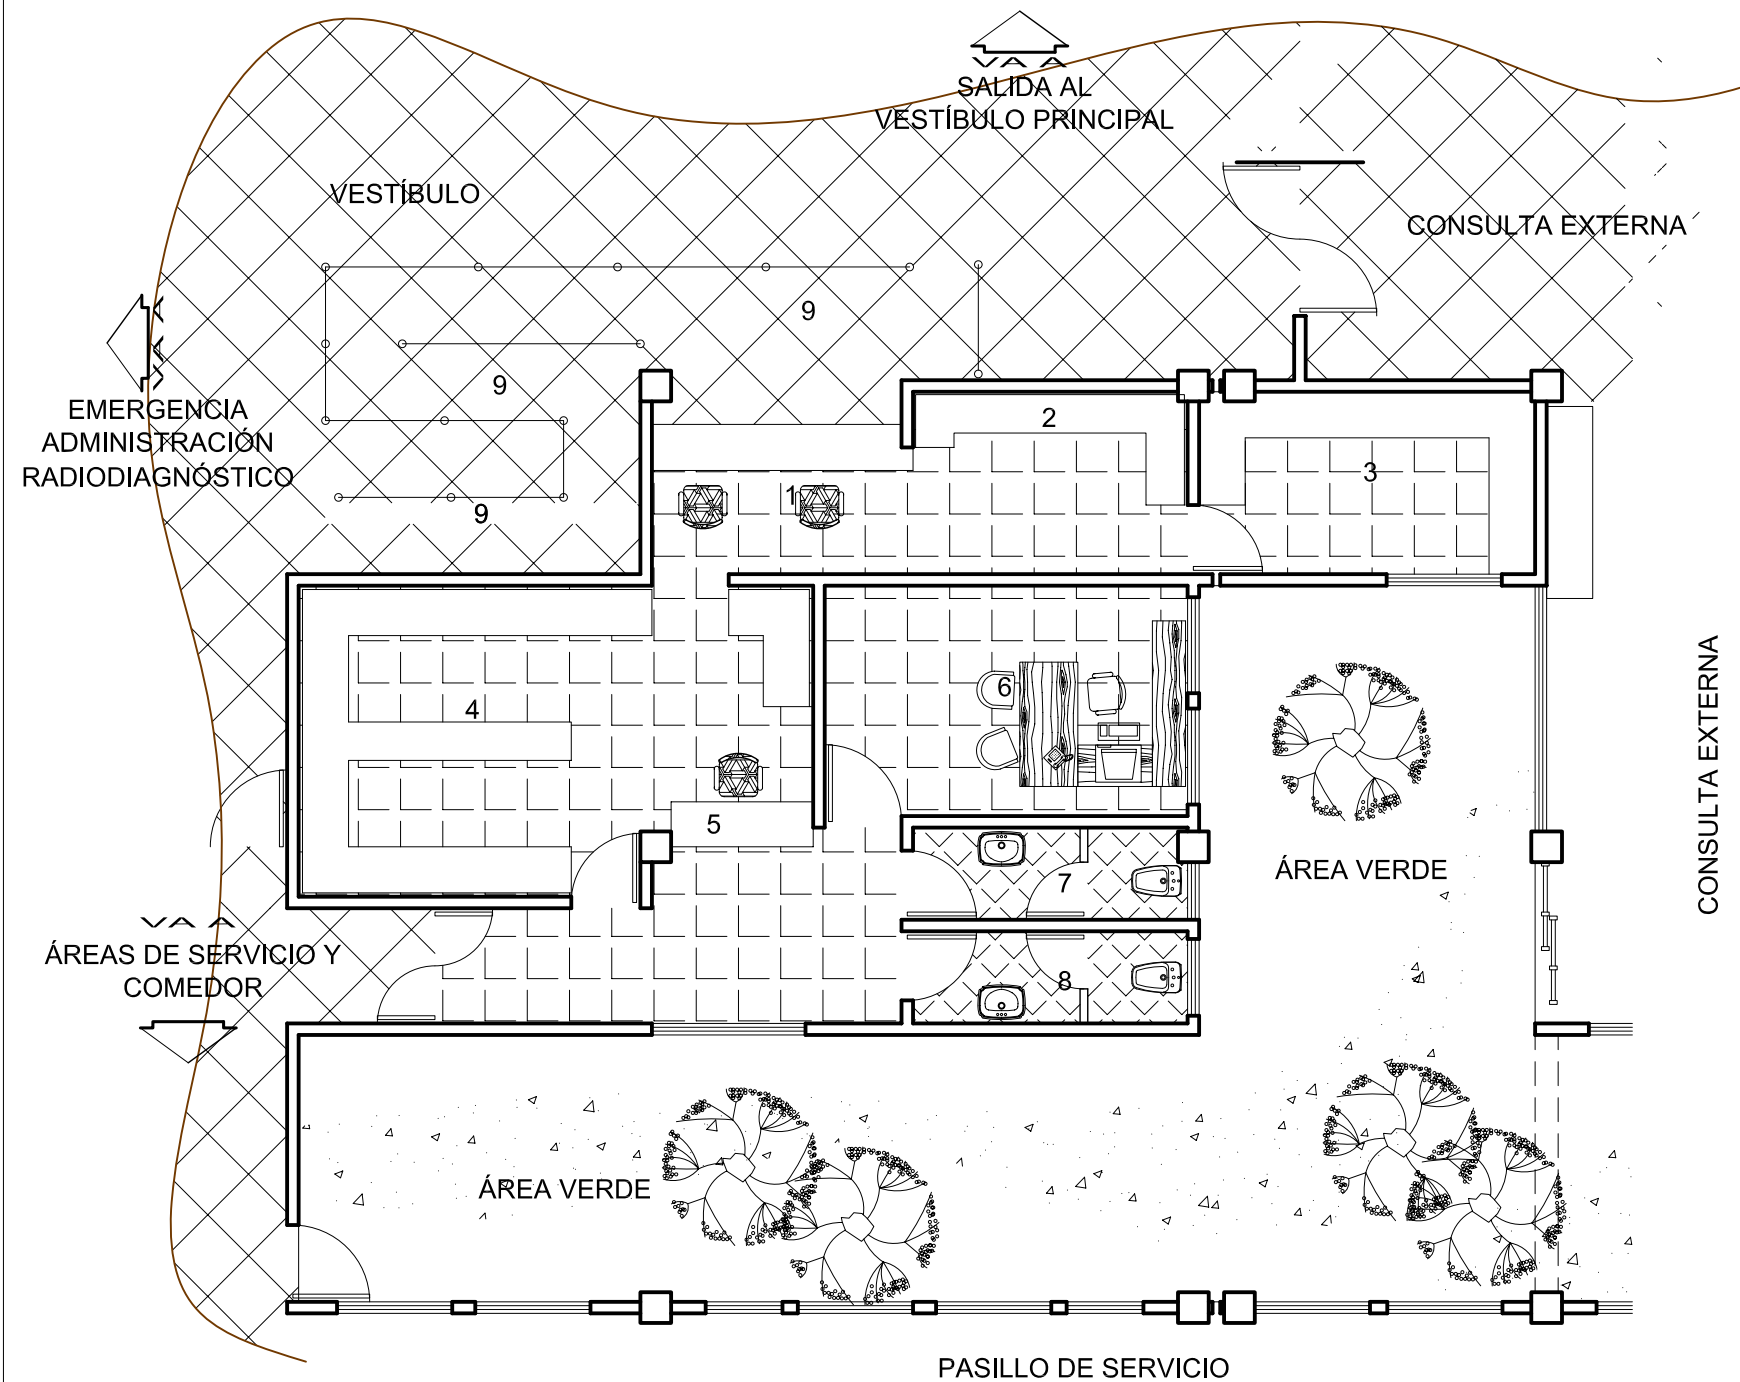 VA A
SALIDA AL
VESTÍBULO PRINCIPAL
VESTÍBULO
CONSULTA EXTERNA
9
VA A
9
EMERGENCIA
ADMINISTRACIÓN
RADIODIAGNÓSTICO
2
3
1
9
CONSULTA EXTERNA
6
4
5
ÁREA VERDE
7
VA A
ÁREAS DE SERVICIO Y
COMEDOR
8
ÁREA VERDE
PASILLO DE SERVICIO